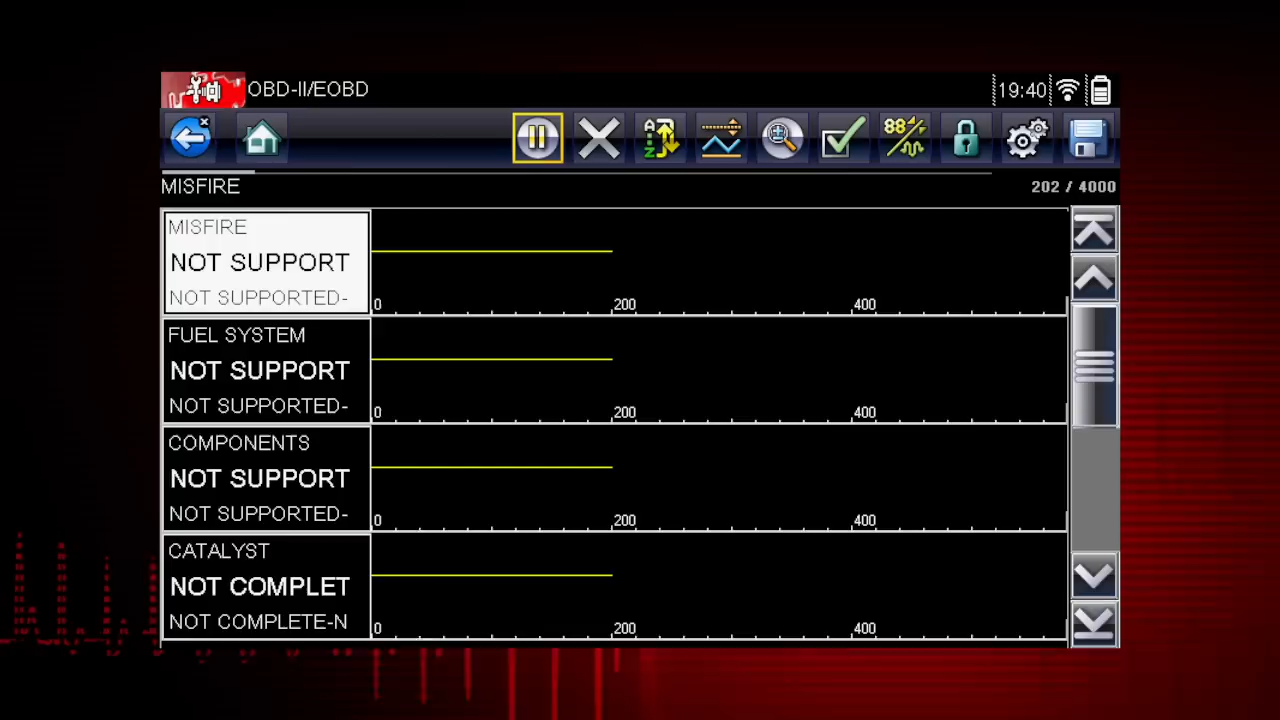 OBD-II/EOBD
19:40
A
Z
88
MISFIRE
202 / 4000
MISFIRE
NOT SUPPORT
NOT SUPPORTED-
0 200 400
FUEL SYSTEM
NOT SUPPORT
NOT SUPPORTED-
0 200 400
COMPONENTS
NOT SUPPORT
NOT SUPPORTED-
0 200 400
CATALYST
NOT COMPLET
NOT COMPLETE-N
0 200 400